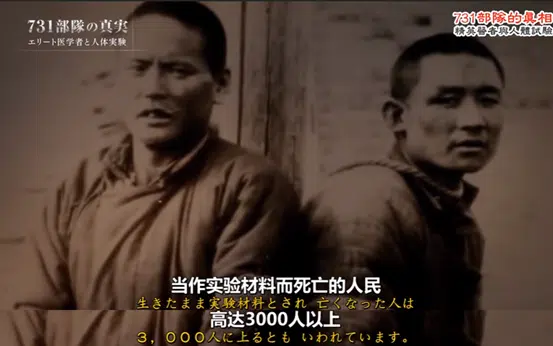 731部隊の真実
エリート医学者と人体実験
731部隊的真相
精英醫者與人體試驗
当作实验材料而死亡的人民
生きたまま実験材料とされ 亡くなった人は
高达3000人以上
3，000人に上るとも いわれています。